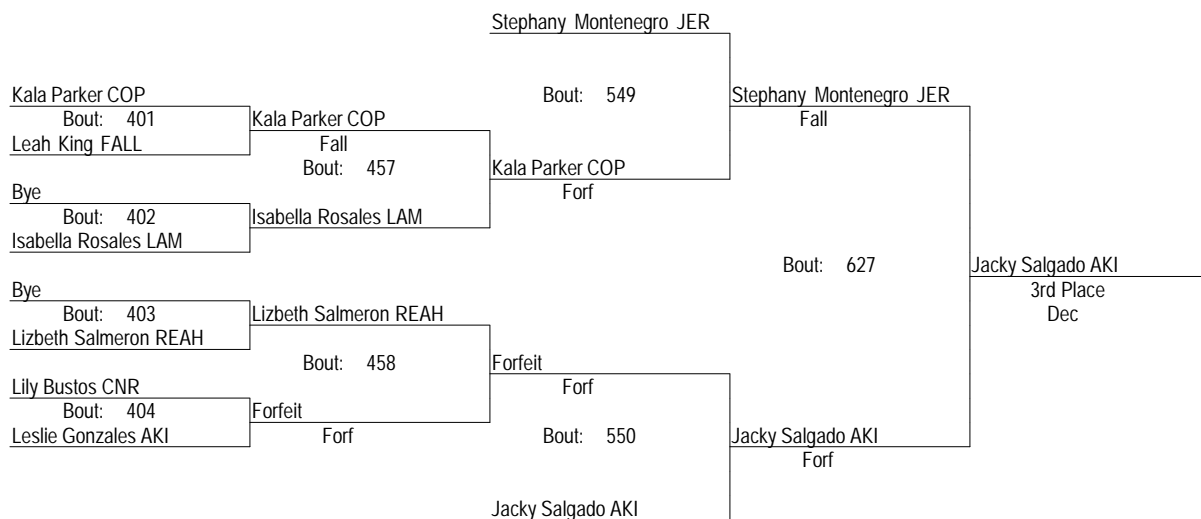 Stephany Montenegro JER
Kala Parker COP
Bout: 549
Stephany Montenegro JER
Bout: 401
Kala Parker COP
Fall
Leah King FALL
Fall
Bout: 457
Kala Parker COP
Bye
Forf
Bout: 402
Isabella Rosales LAM
Isabella Rosales LAM
Bout: 627
Jacky Salgado AKI
Bye
3rd Place
Bout: 403
Lizbeth Salmeron REAH
Dec
Lizbeth Salmeron REAH
Bout: 458
Forfeit
Lily Bustos CNR
Forf
Bout: 404
Forfeit
Leslie Gonzales AKI
Forf
Bout: 550
Jacky Salgado AKI
Forf
Jacky Salgado AKI